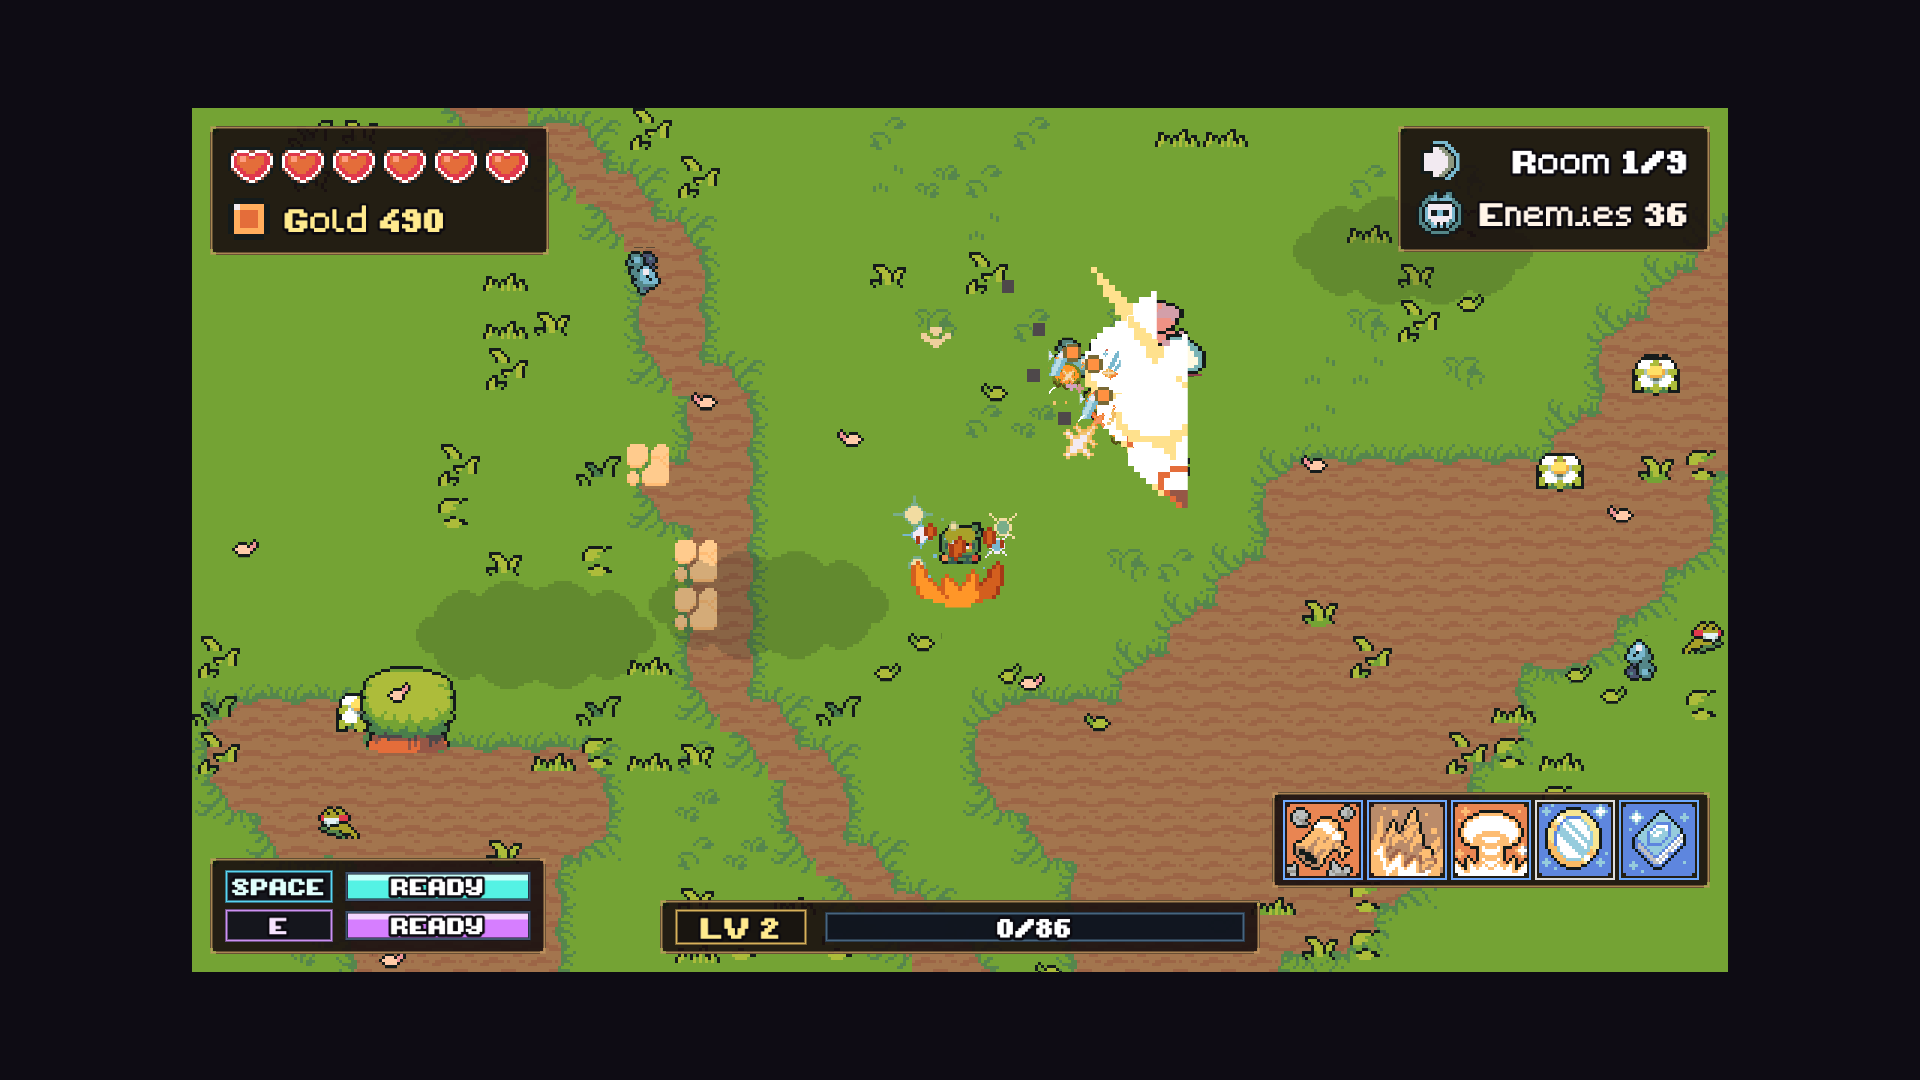 Gold 490
Room 1/9
Enemies 36
SPACE READY
E READY
LV 2 0/86